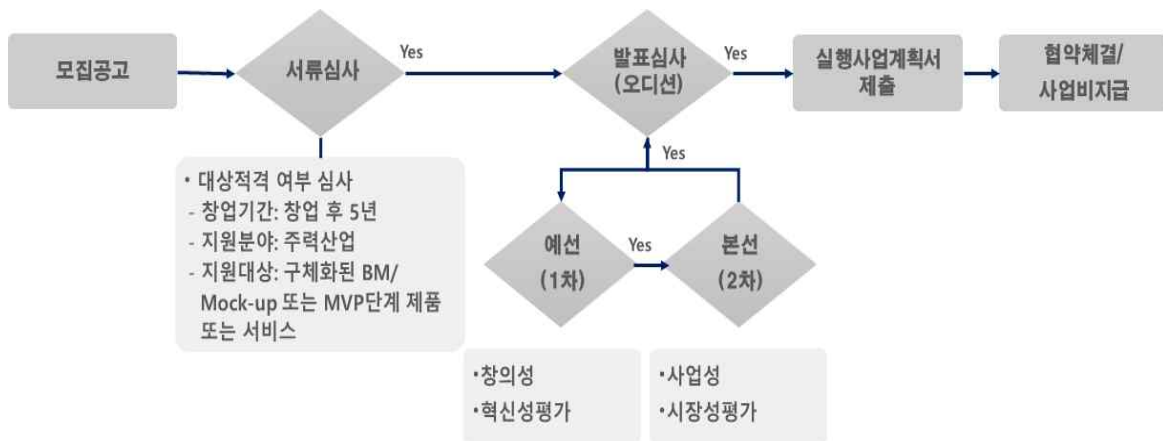 모집공고
서류심사
Yes
발표심사
(오디션)
Yes
실행사업계획서
제출
협약체결/
사업비지급
• 대상적격 여부 심사
- 창업기간: 창업 후 5년
- 지원분야: 주력산업
- 지원대상: 구체화된 BM/
Mock-up 또는 MVP단계 제품
또는 서비스
Yes
예선
(1차)
Yes
본선
(2차)
•창의성
•혁신성평가
•사업성
•시장성평가